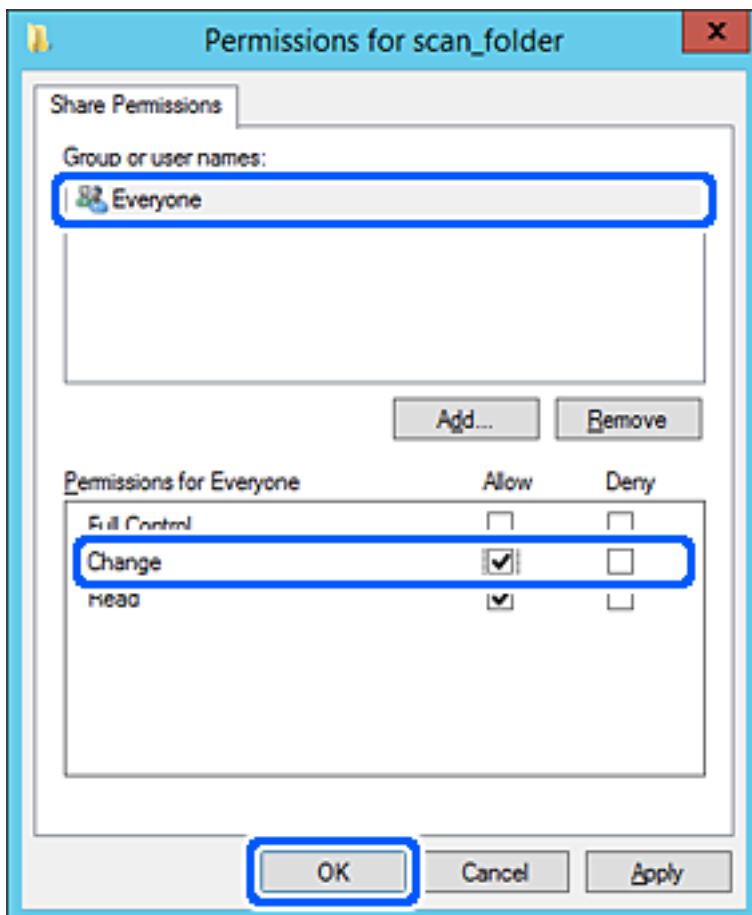 Permissions for scan_folder
Share Permissions
Group or user names:
Everyone
Add... Remove
Permissions for Everyone Allow Deny
Full Control
Change
Read
OK Cancel Apply